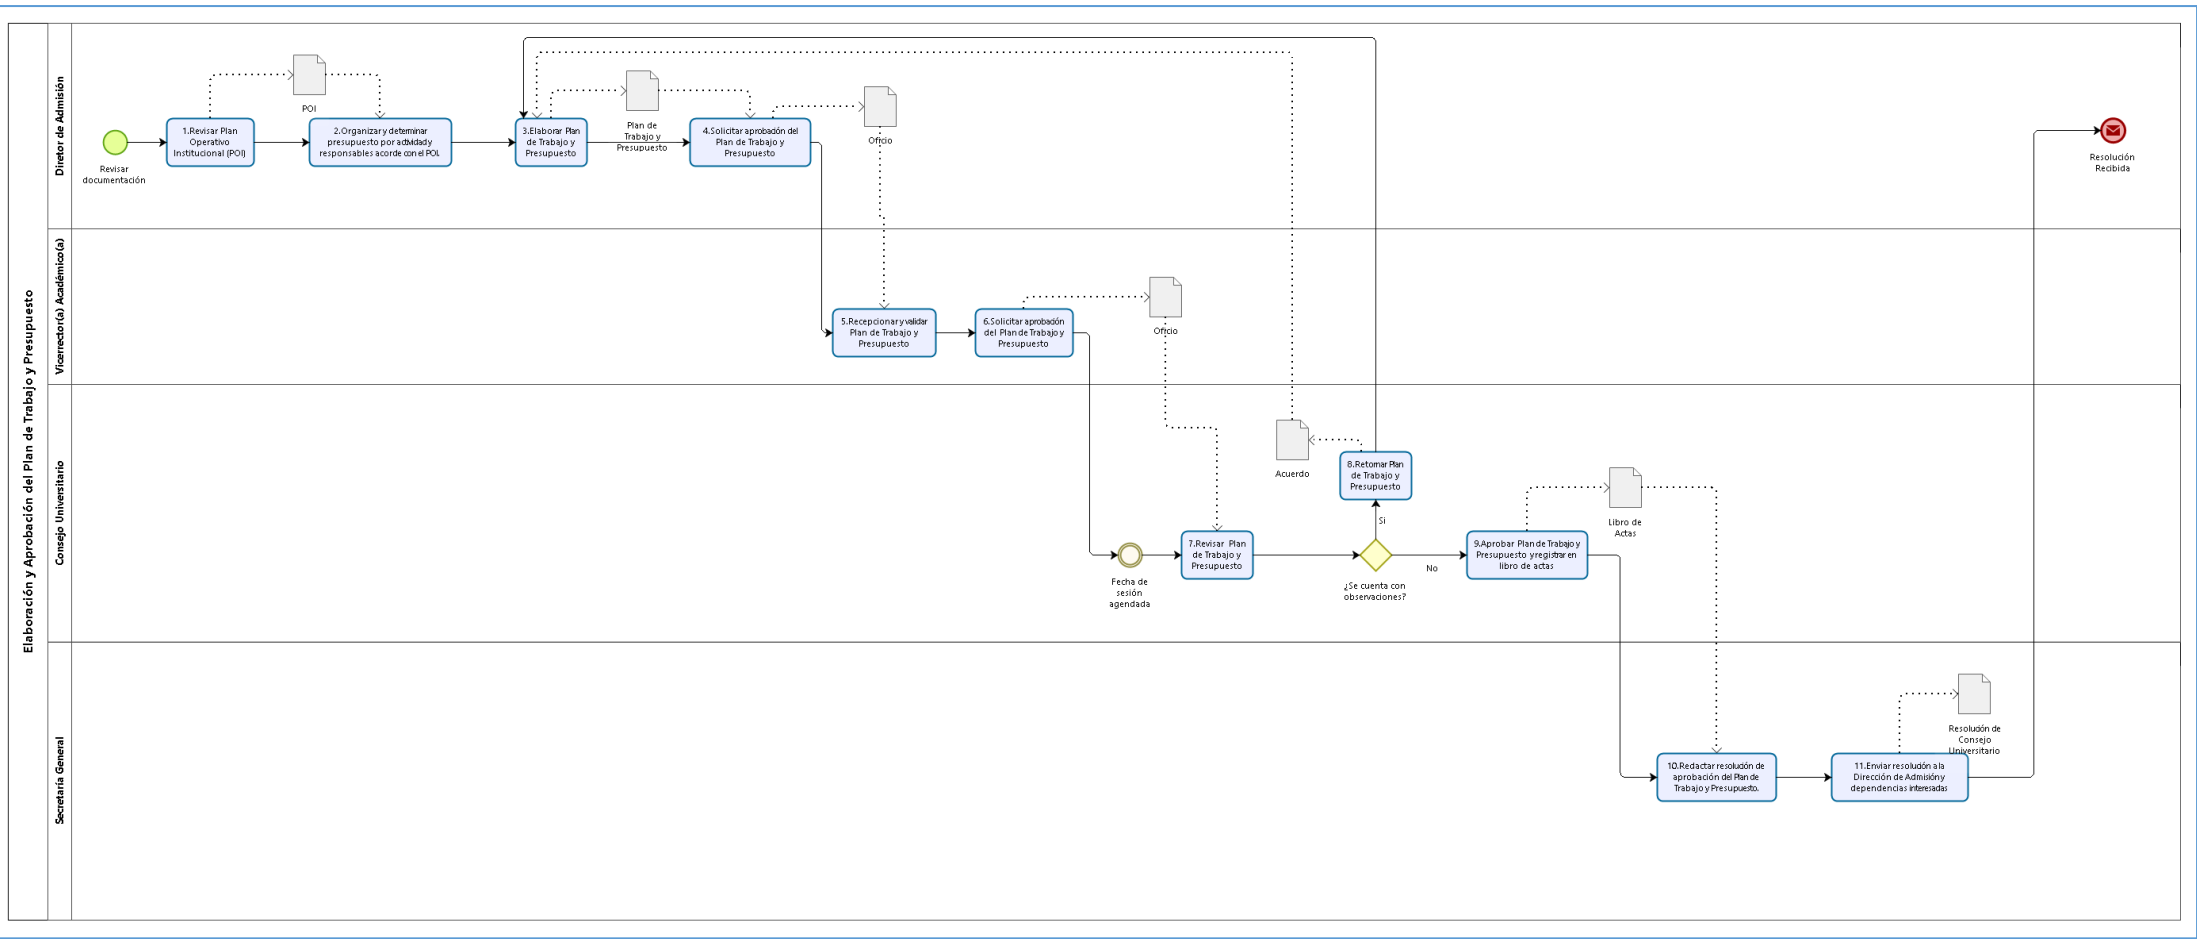 Elaboración y Aprobación del Plan de Trabajo y Presupuesto
Diretor de Admisión
Revisar
documentación
1.Revisar Plan
Operativo
Institucional (POI)
POI
2.Organizar y determinar
presupuesto por actividad y
responsables acorde con el POI.
3.Elaborar Plan
de Trabajo y
Presupuesto
Plan de
Trabajo y
Presupuesto
4.Solicitar aprobación del
Plan de Trabajo y
Presupuesto
Oficio
Resolución
Recibida
Vicerrector(a) Académico(a)
5.Recepcionar y validar
Plan de Trabajo y
Presupuesto
6.Solicitar aprobación
del Plan de Trabajo y
Presupuesto
Oficio
Consejo Universitario
Fecha de
sesión
agendada
7.Revisar Plan
de Trabajo y
Presupuesto
Acuerdo
8.Retornar Plan
de Trabajo y
Presupuesto
Si
¿Se cuenta con
observaciones?
No
9.Aprobar Plan de Trabajo y
Presupuesto y registrar en
libro de actas
Libro de
Actas
Secretaría General
10.Redactar resolución de
aprobación del Plan de
Trabajo y Presupuesto.
11.Enviar resolución a la
Dirección de Admisión y
dependencias interesadas
Resolución de
Consejo
Universitario